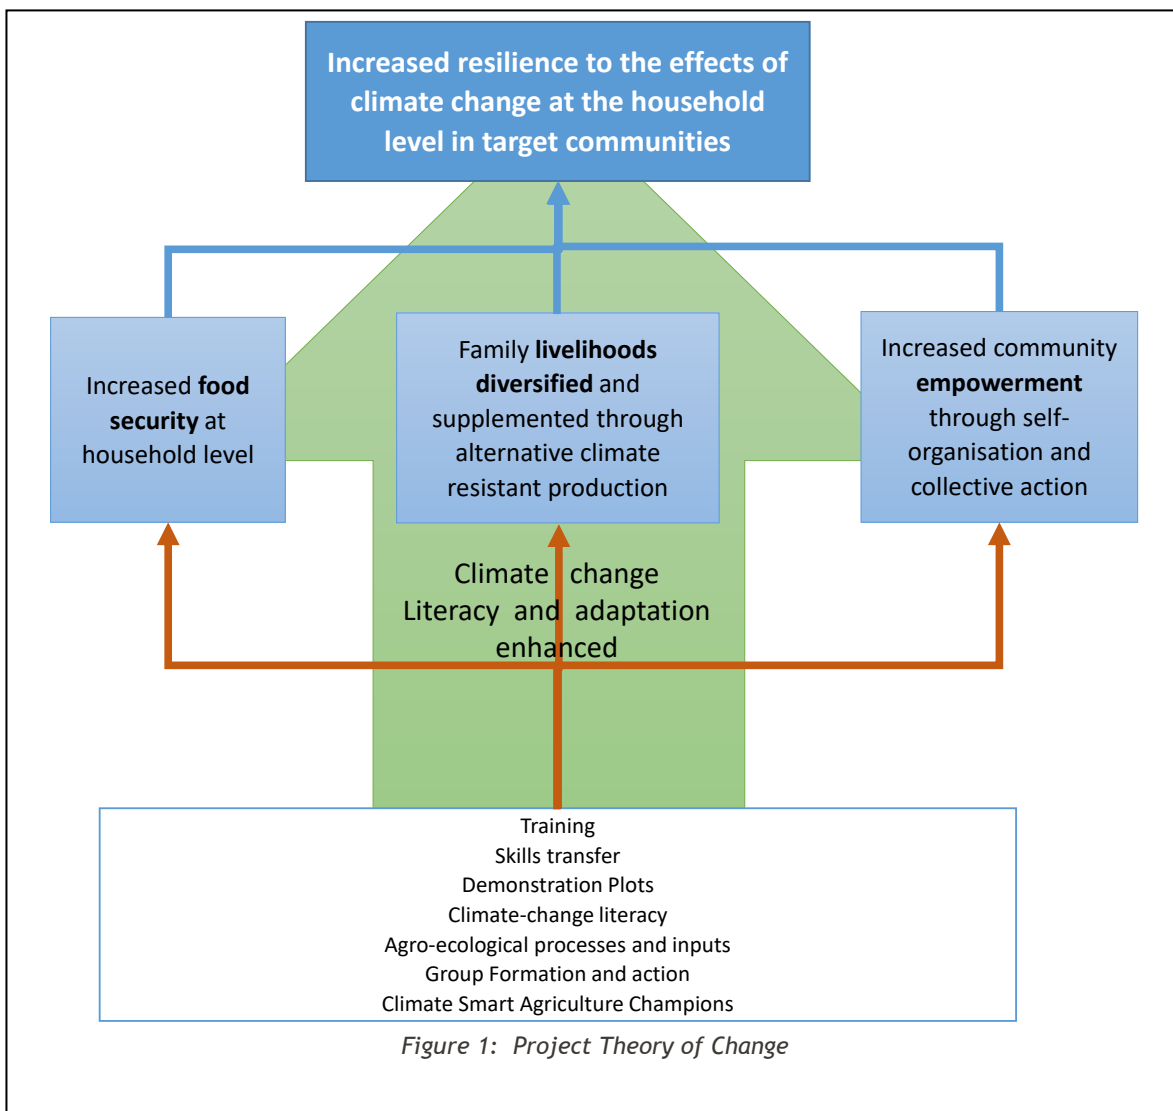 Increased resilience to the effects of
climate change at the household
level in target communities
Increased food
security at
household level
Family livelihoods
diversified and
supplemented through
alternative climate
resistant production
Increased community
empowerment
through self-
organisation and
collective action
Climate change
Literacy and adaptation
enhanced
Training
Skills transfer
Demonstration Plots
Climate-change literacy
Agro-ecological processes and inputs
Group Formation and action
Climate Smart Agriculture Champions
Figure 1: Project Theory of Change